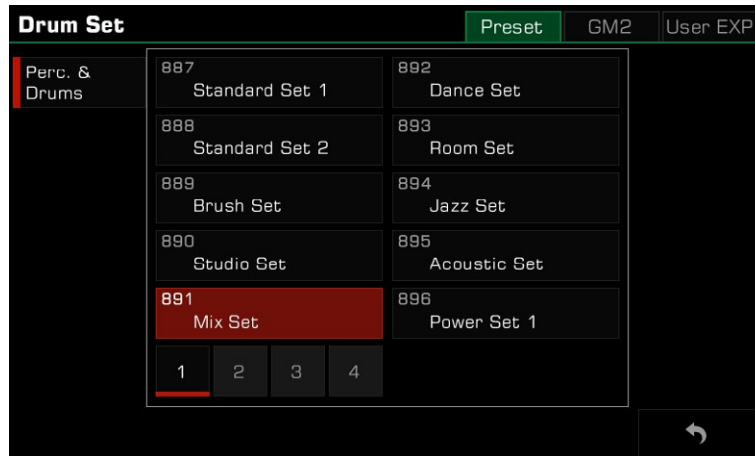 Drum Set
Preset
GM2
User EXP
Perc. &
Drums
887
Standard Set 1
888
Standard Set 2
889
Brush Set
890
Studio Set
891
Mix Set
892
Dance Set
893
Room Set
894
Jazz Set
895
Acoustic Set
896
Power Set 1
1
2
3
4